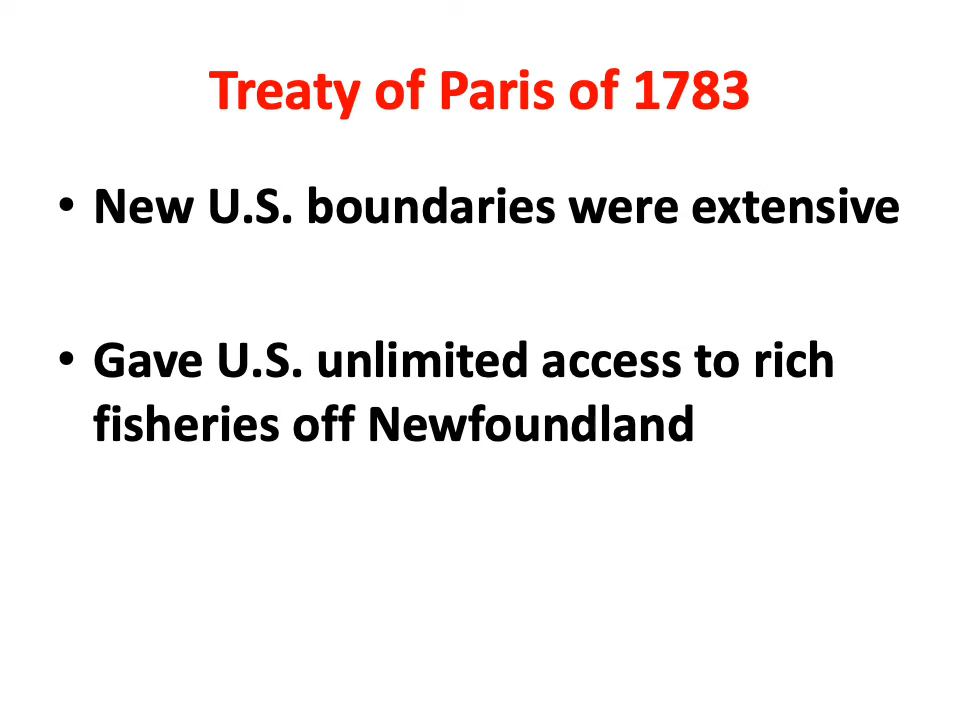 Treaty of Paris of 1783
• New U.S. boundaries were extensive
• Gave U.S. unlimited access to rich
fisheries off Newfoundland